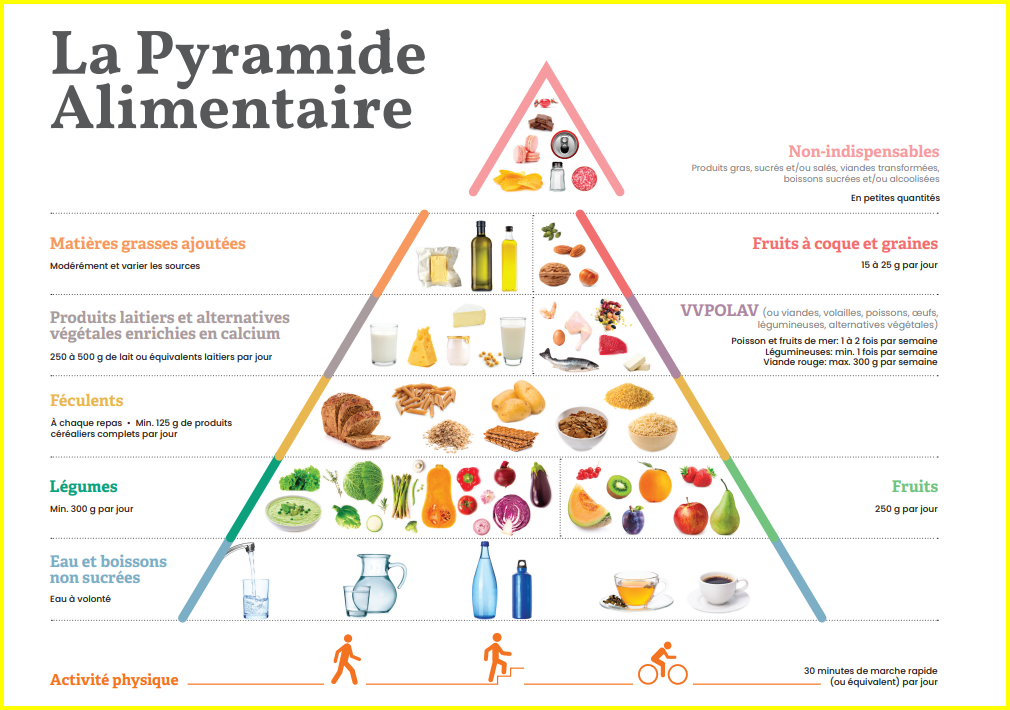 La Pyramide
Alimentaire
Non-indispensables
Produits gras, sucrés et/ou salés, viandes transformées,
boissons sucrées et/ou alcoolisées
En petites quantités
Matières grasses ajoutées
Modérément et varier les sources
Fruits à coque et graines
15 à 25 g par jour
Produits laitiers et alternatives
végétales enrichies en calcium
250 à 500 g de lait ou équivalents laitiers par jour
VVPOLAV (ou viandes, volailles, poissons, œufs,
légumineuses, alternatives végétales)
Poisson et fruits de mer: 1 à 2 fois par semaine
Légumineuses: min. 1 fois par semaine
Viande rouge: max. 300 g par semaine
Féculents
À chaque repas • Min. 125 g de produits
céréaliers complets par jour
Légumes
Min. 300 g par jour
Fruits
250 g par jour
Eau et boissons
non sucrées
Eau à volonté
Activité physique
30 minutes de marche rapide
(ou équivalent) par jour